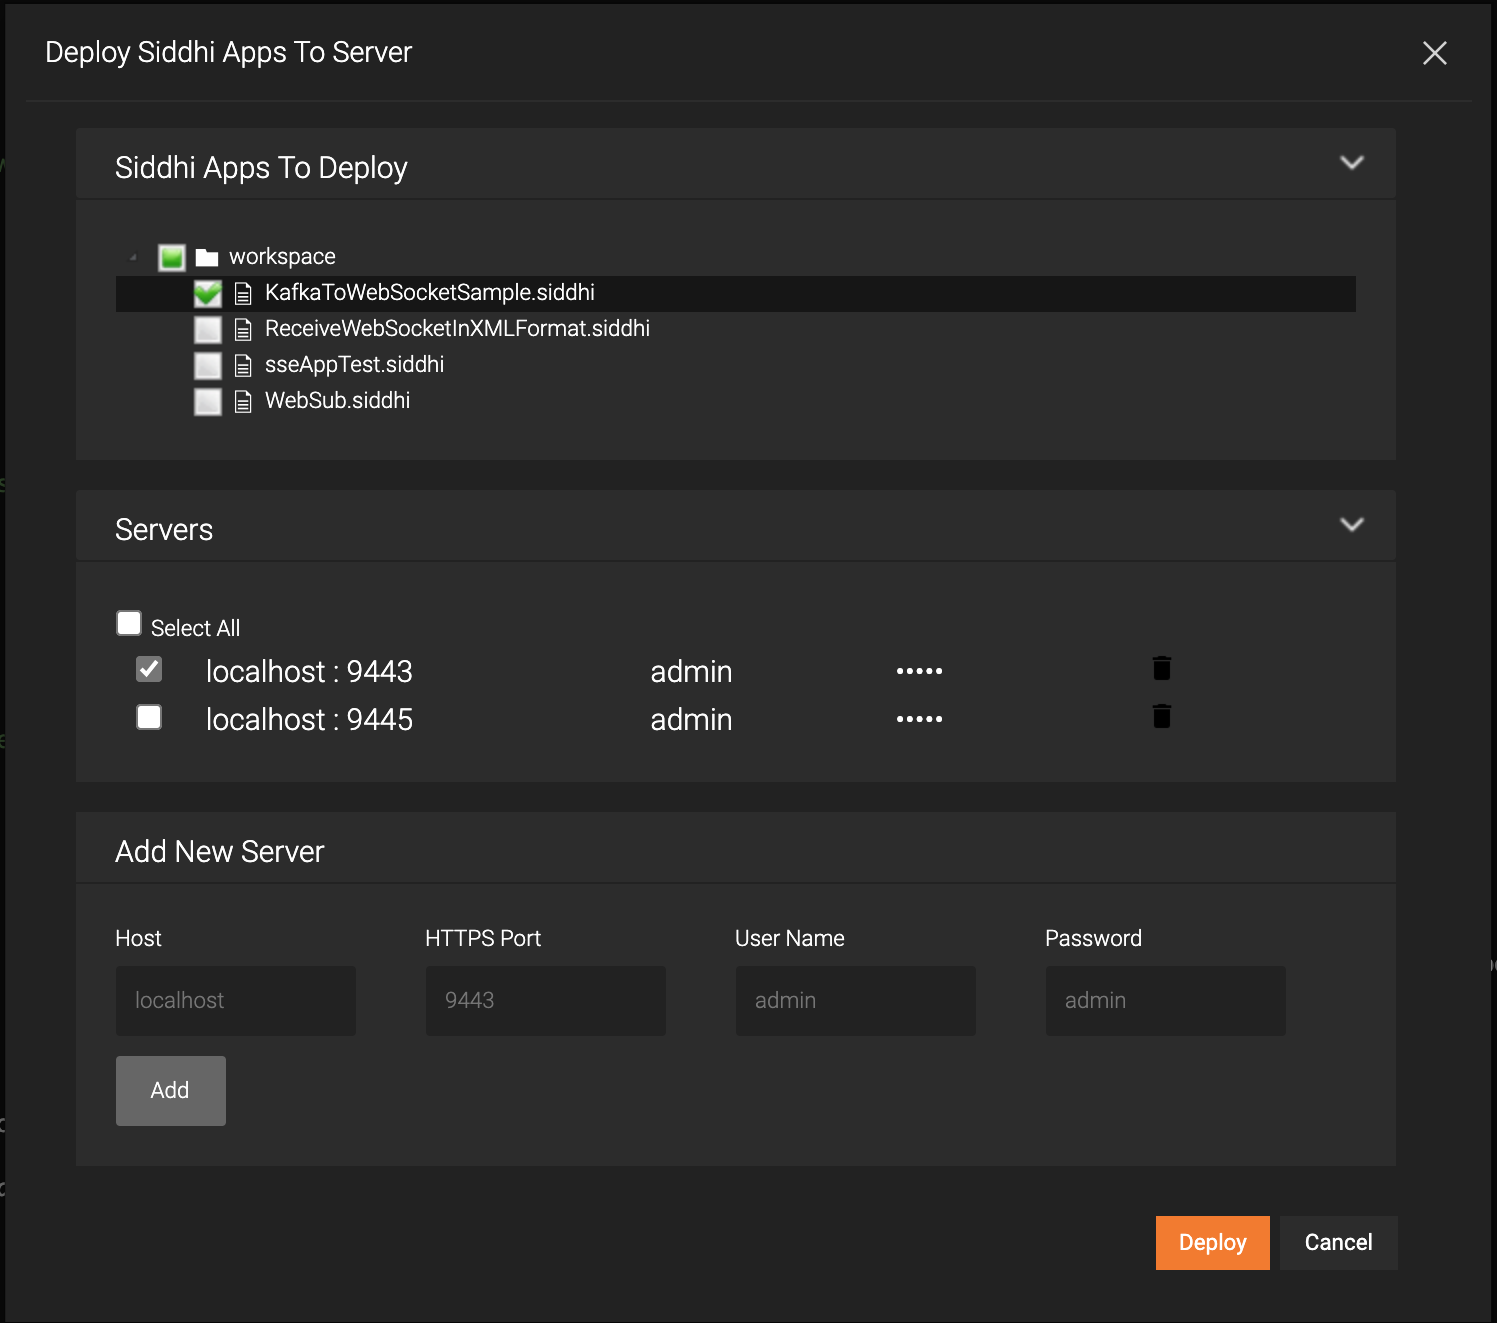 Deploy Siddhi Apps To Server
Siddhi Apps To Deploy
workspace
KafkaToWebSocketSample.siddhi
ReceiveWebSocketInXMLFormat.siddhi
sseAppTest.siddhi
WebSub.siddhi
Servers
Select All
localhost : 9443 admin •••••
localhost : 9445 admin •••••
Add New Server
Host HTTPS Port User Name Password
localhost 9443 admin admin
Add
Deploy Cancel